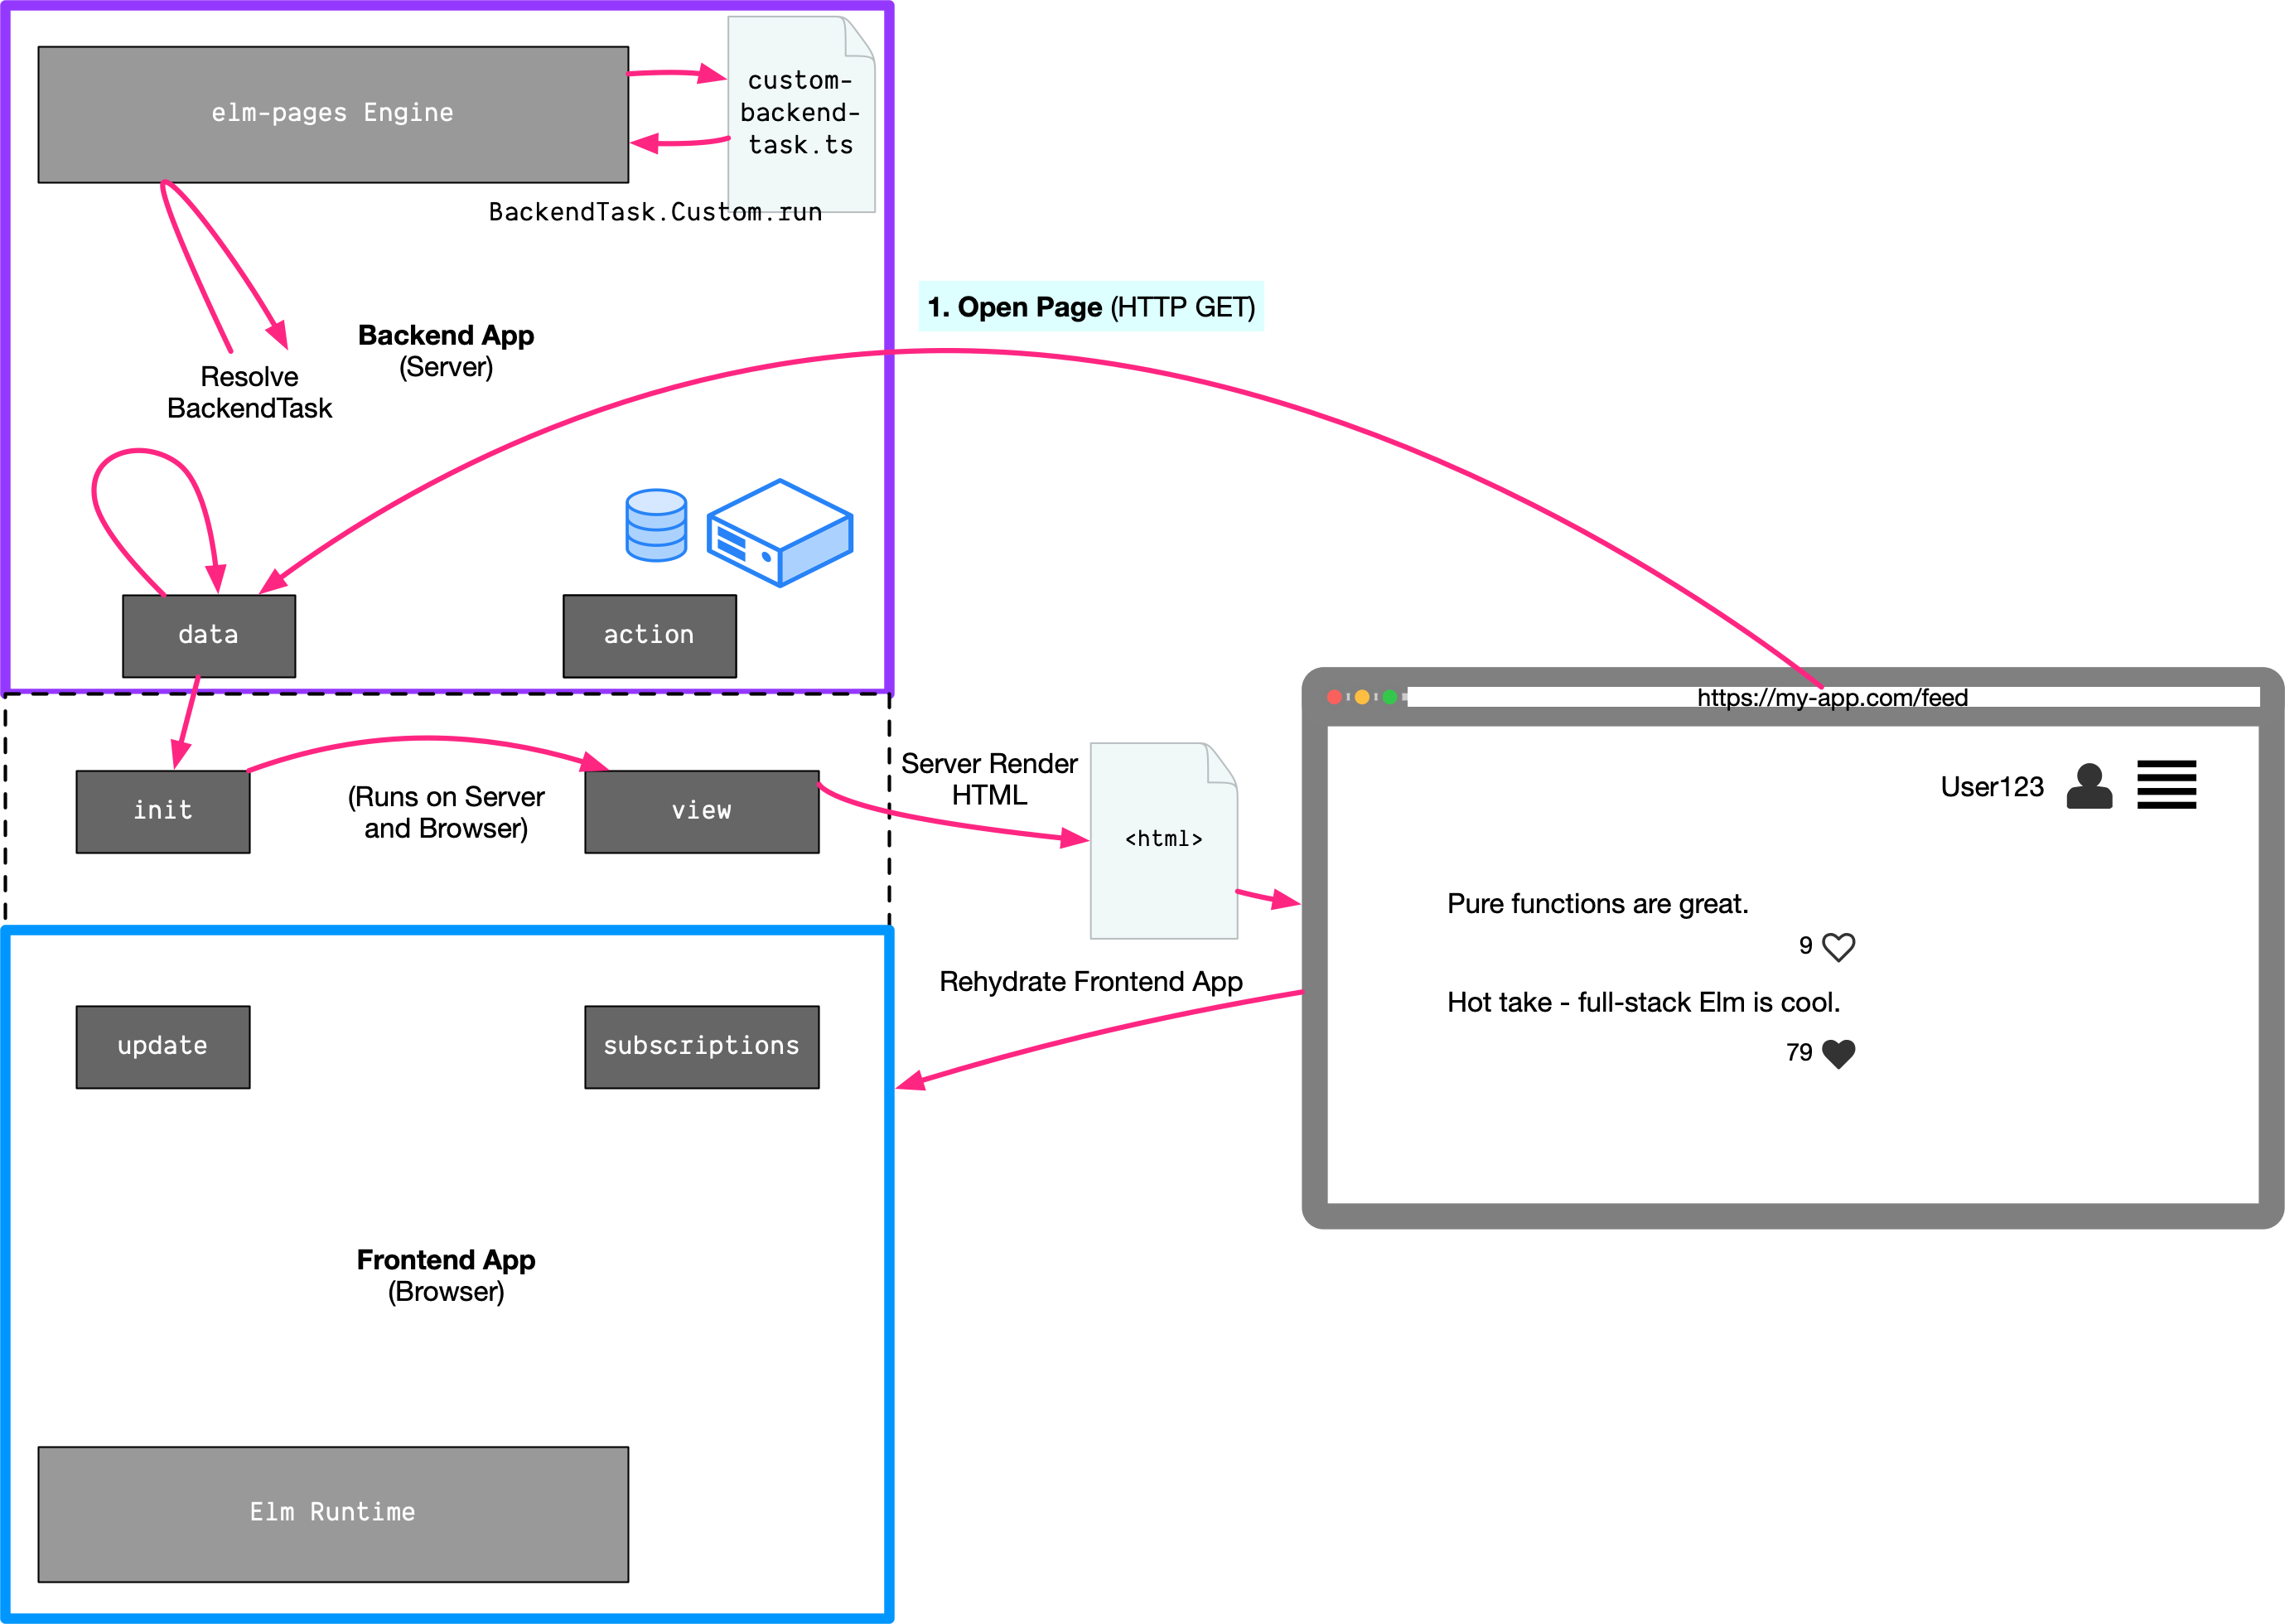 elm-pages Engine
custom-
backend-
task.ts
BackendTask.Custom.run
1. Open Page (HTTP GET)
Backend App
(Server)
Resolve
BackendTask
data
action
https://my-app.com/feed
init
(Runs on Server
and Browser)
view
Server Render
HTML
<html>
User123
Pure functions are great.
9
Rehydrate Frontend App
Hot take - full-stack Elm is cool.
79
update
subscriptions
Frontend App
(Browser)
Elm Runtime